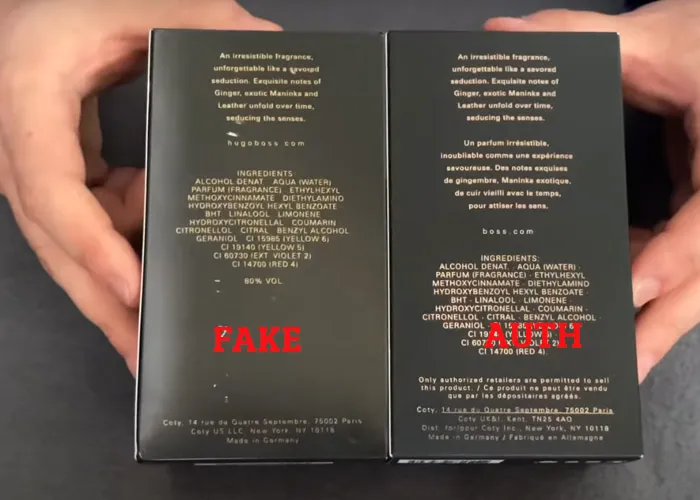 An irresistible fragrance,
unforgettable like a savored
seduction. Exquisite notes of
Ginger, exotic Maninka and
Leather unfold over time,
seducing the senses.
hugoboss.com
INGREDIENTS:
ALCOHOL DENAT. AQUA (WATER)
PARFUM (FRAGRANCE) ETHYLHEXYL
METHOXYCINNAMATE DIETHYLAMINO
HYDROXYBENZOYL HEXYL BENZOATE
BHT LINALOOL LIMONENE
HYDROXYCITRONELLAL COUMARIN
CITRONELLOL CITRAL BENZYL ALCOHOL
GERANIOL CI 15985 (YELLOW 6)
CI 19140 (YELLOW 5)
CI 60730 (EXT. VIOLET 2)
CI 14700 (RED 4)
80% VOL
FAKE
Coty, 14 rue du Quatre Septembre, 75002 Paris
Coty US LLC, New York, NY 10118
Made in Germany
An irresistible fragrance,
unforgettable like a savored
seduction. Exquisite notes of
Ginger, exotic Maninka and
Leather unfold over time,
seducing the senses.
Un parfum irrésistible,
inoubliable comme une expérience
savoureuse. Des notes exquises
de gingembre, Maninka exotique,
de cuir vieilli avec le temps,
pour attiser les sens.
boss.com
INGREDIENTS:
ALCOHOL DENAT. · AQUA (WATER) ·
PARFUM (FRAGRANCE) · ETHYLHEXYL
METHOXYCINNAMATE · DIETHYLAMINO
HYDROXYBENZOYL HEXYL BENZOATE
BHT · LINALOOL · LIMONENE ·
HYDROXYCITRONELLAL · COUMARIN ·
CITRONELLOL · CITRAL · BENZYL ALCOHOL ·
GERANIOL ·
AUTH
CI 14700 (RED 4).
Only authorized retailers are permitted to sell
this product. / Ce produit ne peut être vendu
que par les dépositaires agréés.
Coty, 14 rue du Quatre Septembre, 75002 Paris
Coty UK&I, Kent, TN25 4AQ
Dist. for/pour Coty Inc., New York, NY 10118
Made in Germany / Fabriqué en Allemagne